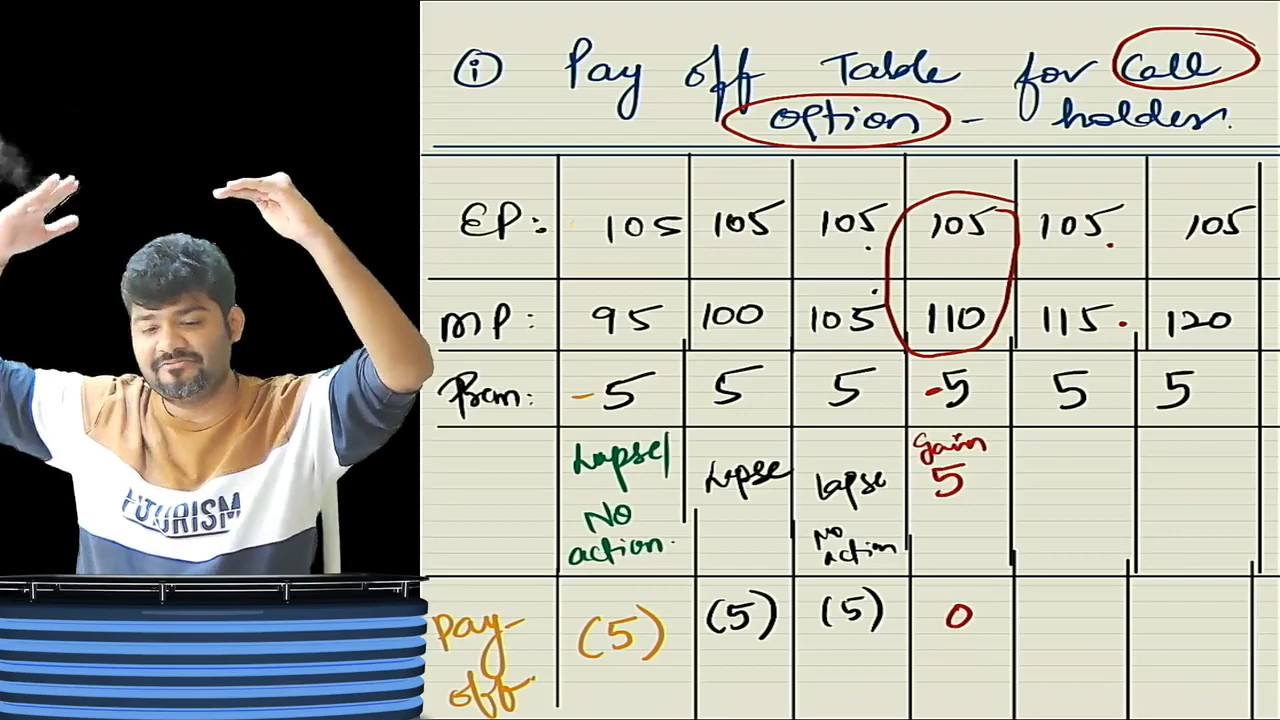 (i) Pay off Table for Call
option - holder.
EP: 105 105 105 105 105 105
MP: 95 100 105 110 115 120
Prem: -5 5 5 -5 5 5
Lapse/ Lapse Lapse Gain
No action. No action 5
Pay-off (5) (5) (5) 0
FUTURISM